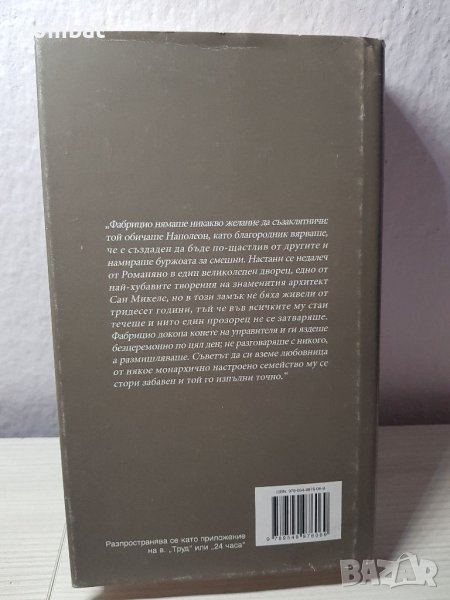 ombat
„Фабрицио нямаше никакво желание да съзаклятничи:
той обичаше Наполеон, като благородник вярваше,
че е създаден да бъде по-щастлив от другите и
намираше буржоата за смешни. Настани се недалеч
от Романяно в един великолепен дворец, едно от
най-хубавите творения на знаменития архитект
Сан Микеле, но в този замък не бяха живели от
тридесет години, тъй че във всичките му стаи
течеше и нито един прозорец не се затваряше.
Фабрицио докопа конете на управителя и ги яздеше
безцеремонно по цял ден; не разговаряше с никого,
а размишляваше. Съветът да си вземе любовница
от някое монархично настроено семейство му се
стори забавен и той го изпълни точно.“
Разпространява се като приложение
на в. „Труд“ или „24 часа“
BAZAR